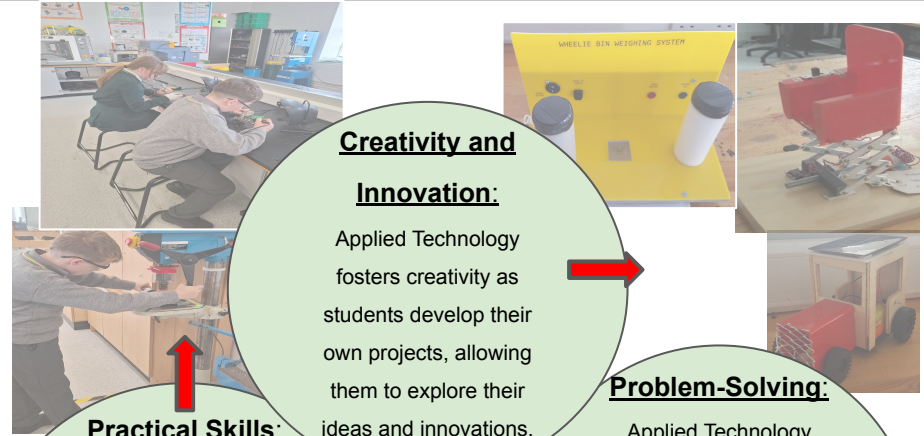 WHEELIE BIN WEIGHING SYSTEM
Creativity and
Innovation:
Applied Technology
fosters creativity as
students develop their
own projects, allowing
them to explore their
ideas and innovations.
Practical Skills:
Problem-Solving:
Applied Technology